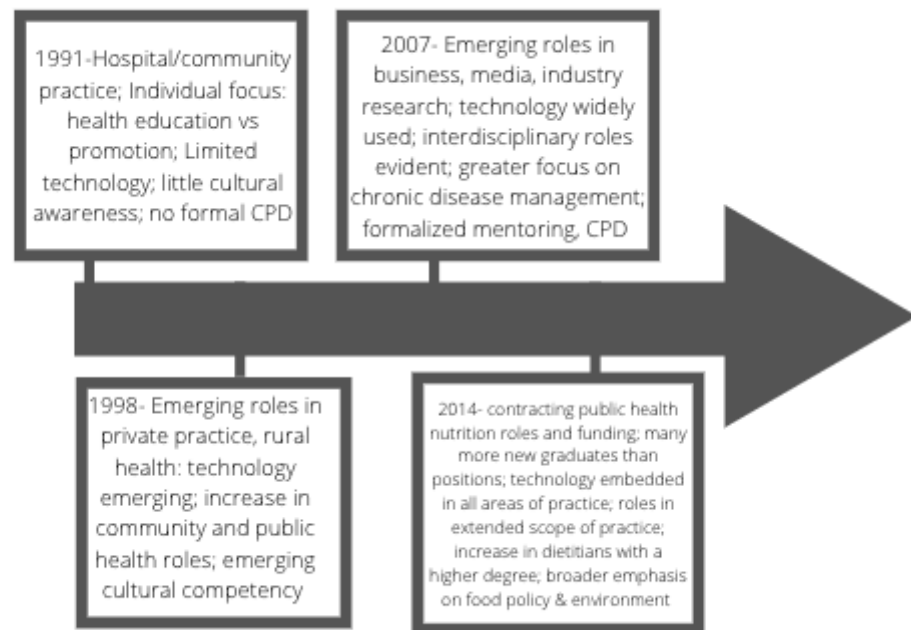 1991-Hospital/community
practice; Individual focus:
health education vs
promotion; Limited
technology; little cultural
awareness; no formal CPD
2007- Emerging roles in
business, media, industry
research; technology widely
used; interdisciplinary roles
evident; greater focus on
chronic disease management;
formalized mentoring, CPD
1998- Emerging roles in
private practice, rural
health: technology
emerging; increase in
community and public
health roles; emerging
cultural competency
2014- contracting public health
nutrition roles and funding; many
more new graduates than
positions; technology embedded
in all areas of practice; roles in
extended scope of practice;
increase in dietitians with a
higher degree; broader emphasis
on food policy & environment